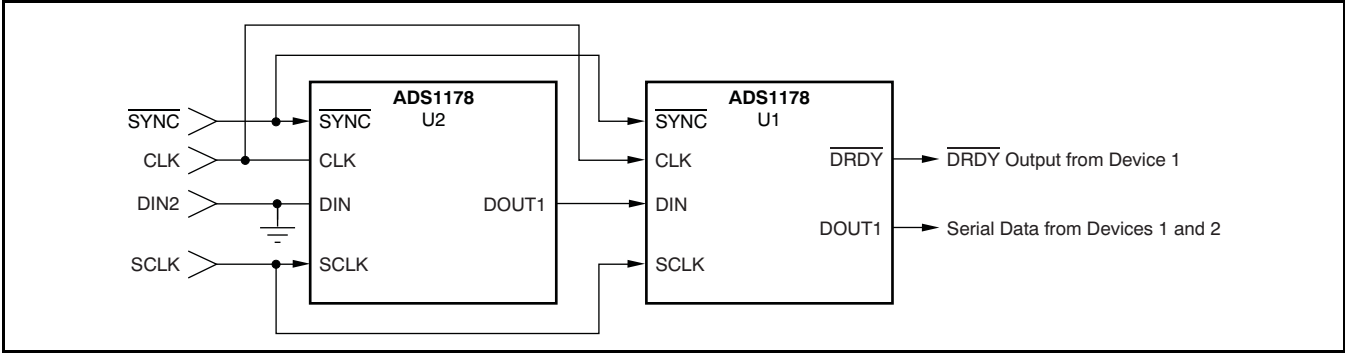 SYNC
CLK
DIN2
SCLK
ADS1178
U2
SYNC
CLK
DIN
SCLK
DOUT1
ADS1178
U1
SYNC
CLK
DIN
SCLK
DRDY
DOUT1
DRDY Output from Device 1
Serial Data from Devices 1 and 2